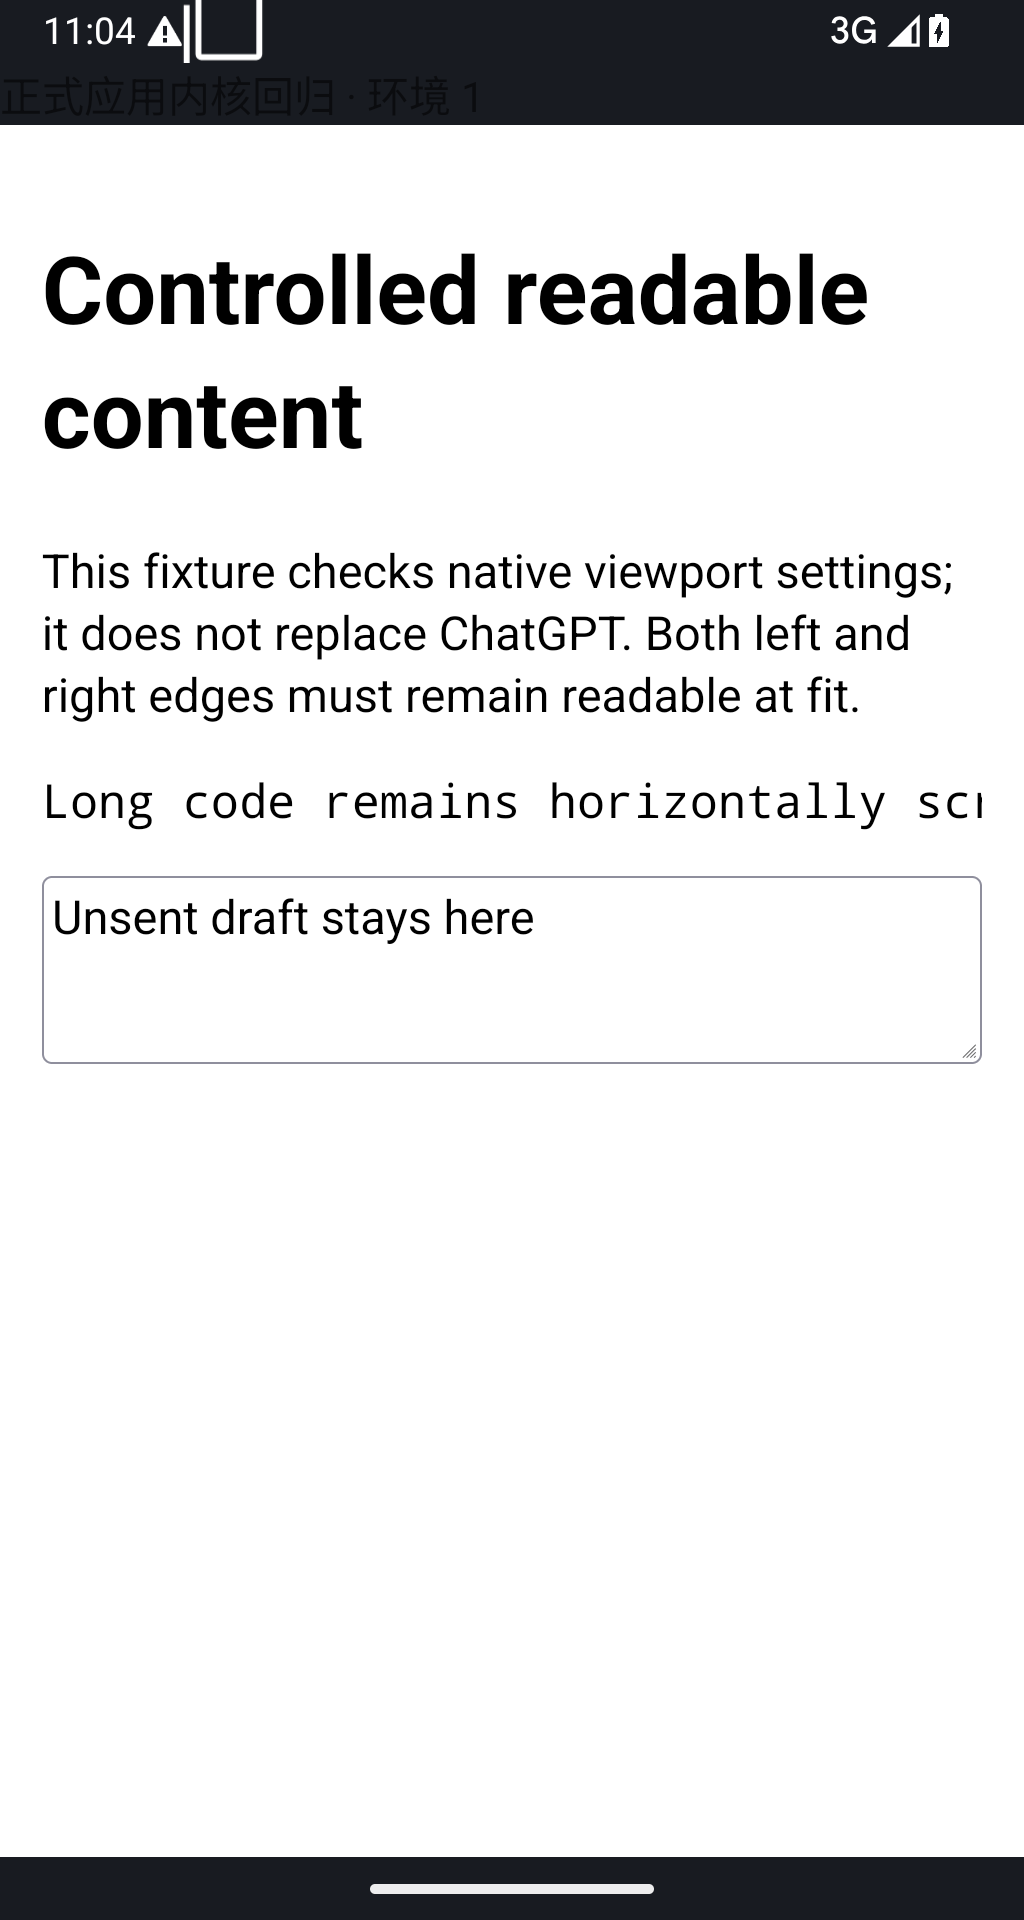 11:04
3G
正式应用内核回归 · 环境 1
Controlled readable
content
This fixture checks native viewport settings;
it does not replace ChatGPT. Both left and
right edges must remain readable at fit.
Long code remains horizontally scr
Unsent draft stays here